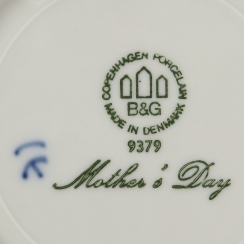 COPENHAGEN PORCELAIN
B&G
MADE IN DENMARK
9379
Mother's Day